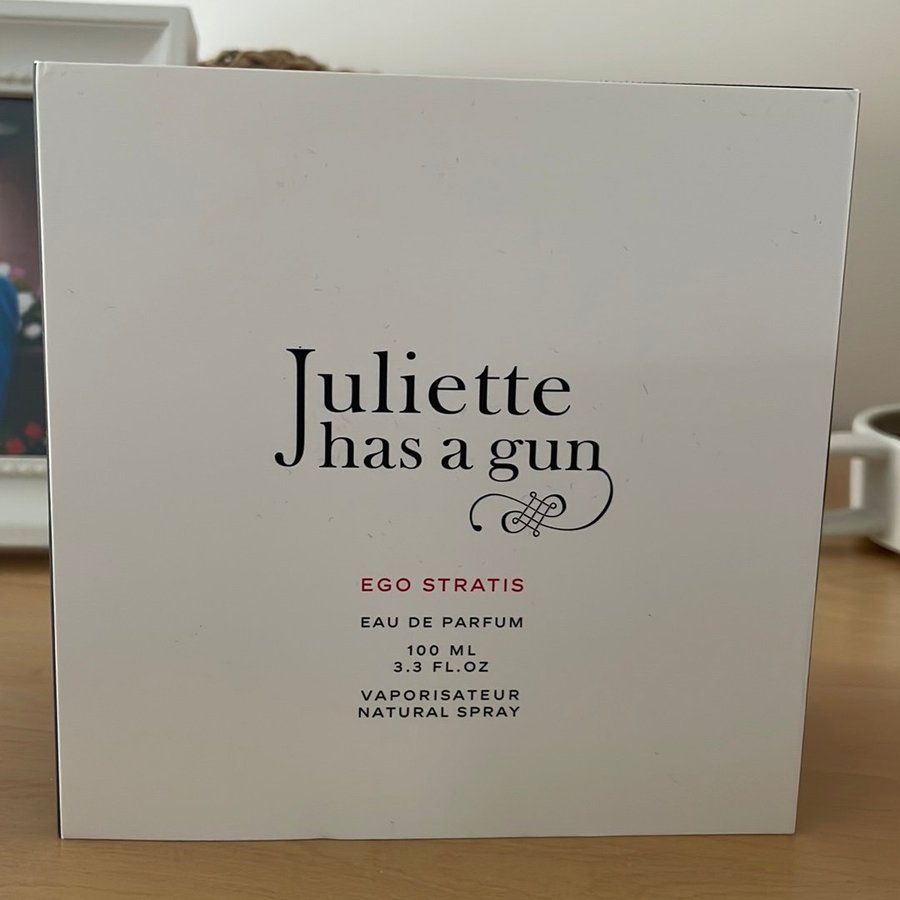 Juliette
has a gun
EGO STRATIS
EAU DE PARFUM
100 ML
3.3 FL.OZ
VAPORISATEUR
NATURAL SPRAY